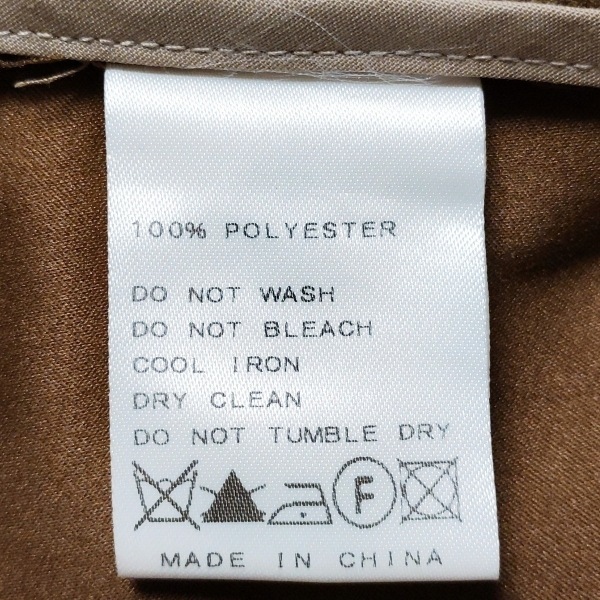 100% POLYESTER
DO NOT WASH
DO NOT BLEACH
COOL IRON
DRY CLEAN
DO NOT TUMBLE DRY
F
MADE IN CHINA